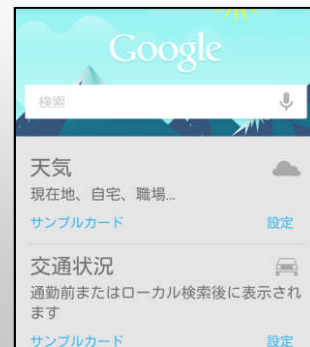 Google
検索
天気
現在地、自宅、職場...
サンプルカード 設定
交通状況
通勤前またはローカル検索後に表示され
ます
サンプルカード 設定